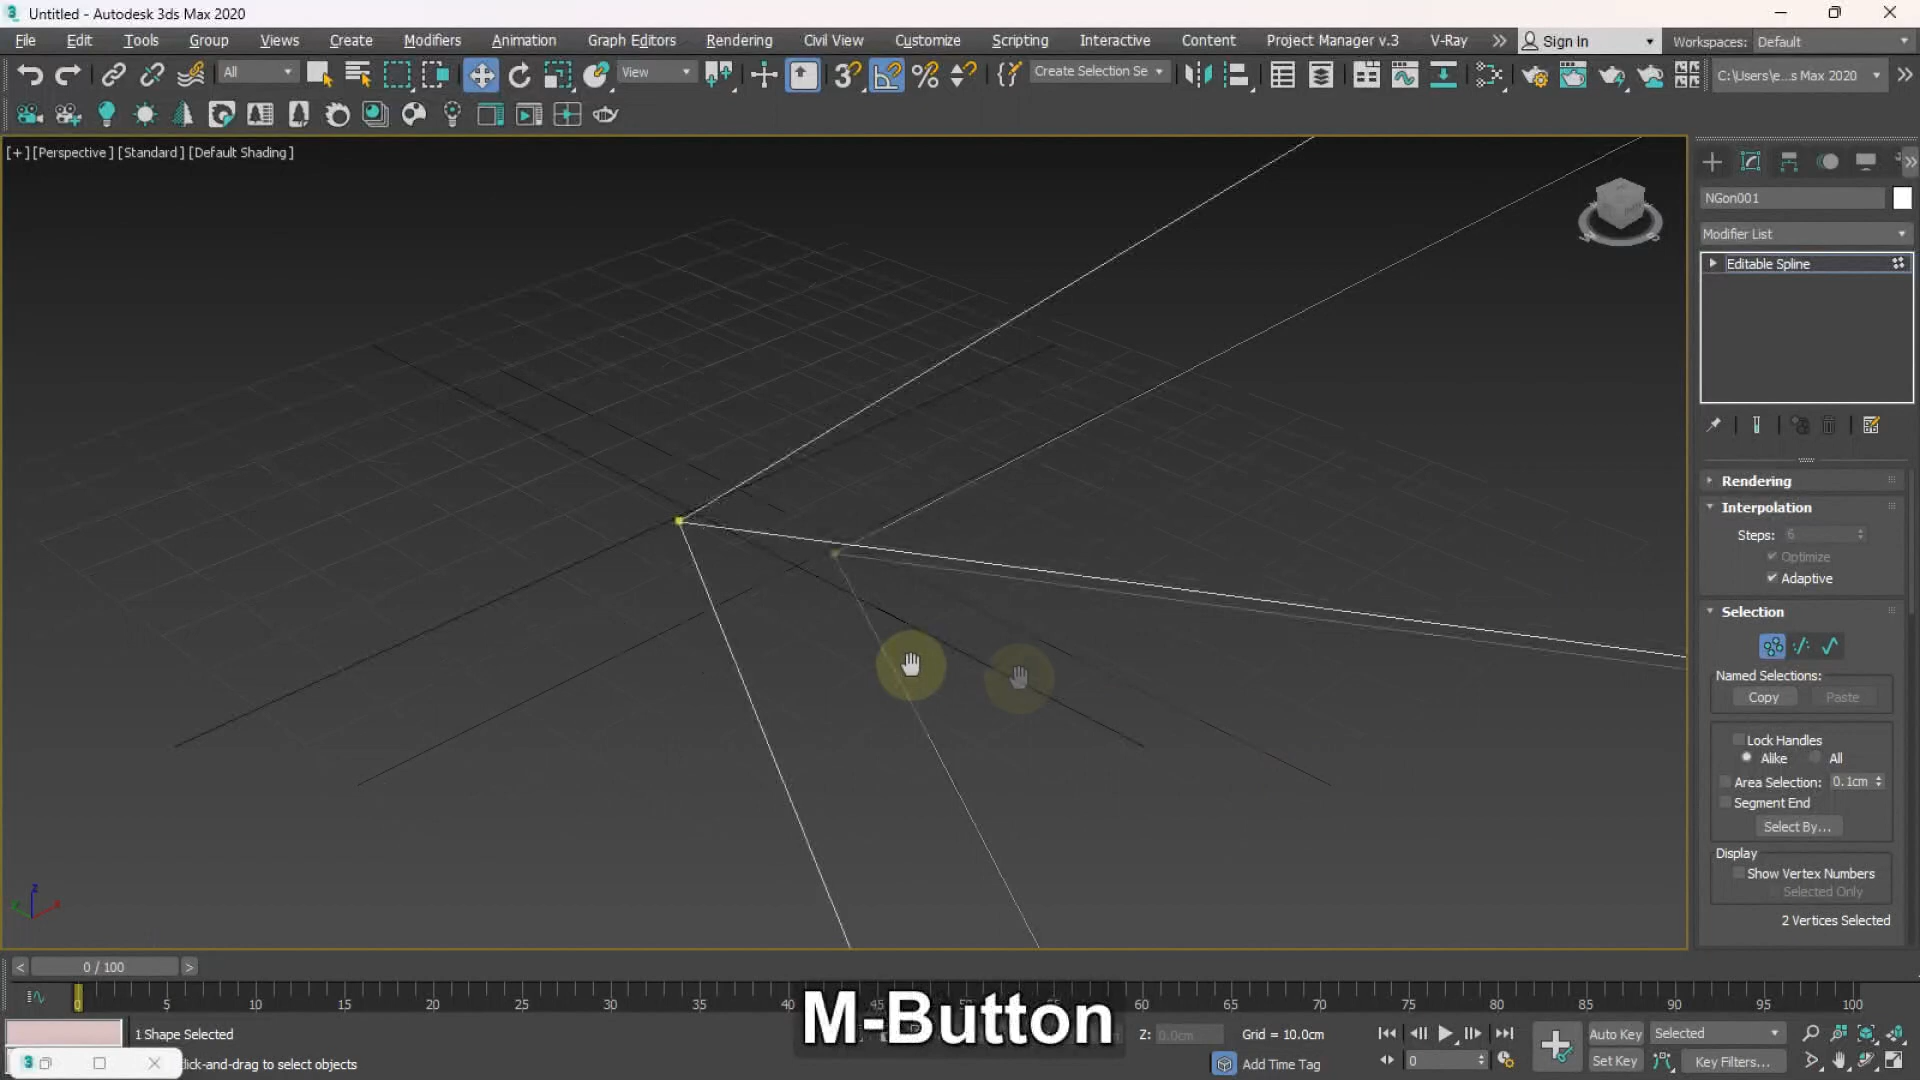 Untitled - Autodesk 3ds Max 2020
File Edit Tools Group Views Create Modifiers Animation Graph Editors Rendering Civil View Customize Scripting Interactive Content Project Manager v.3 V-Ray Sign In Workspaces: Default
All View Create Selection Se C:\Users\e...s Max 2020
[+] [Perspective] [Standard] [Default Shading]
NGon001
Modifier List
Editable Spline
Rendering
Interpolation
Steps: 6
Optimize
Adaptive
Selection
Named Selections:
Copy Paste
Lock Handles
Alike All
Area Selection: 0.1cm
Segment End
Select By...
Display
Show Vertex Numbers
Selected Only
2 Vertices Selected
z
0 / 100
0 5 10 15 20 25 30 35 40 45 60 65 70 75 80 85 90 95 100
M-Button
1 Shape Selected Z: 0.0cm Grid = 10.0cm Auto Key Selected
click-and-drag to select objects Add Time Tag 0 Set Key Key Filters...